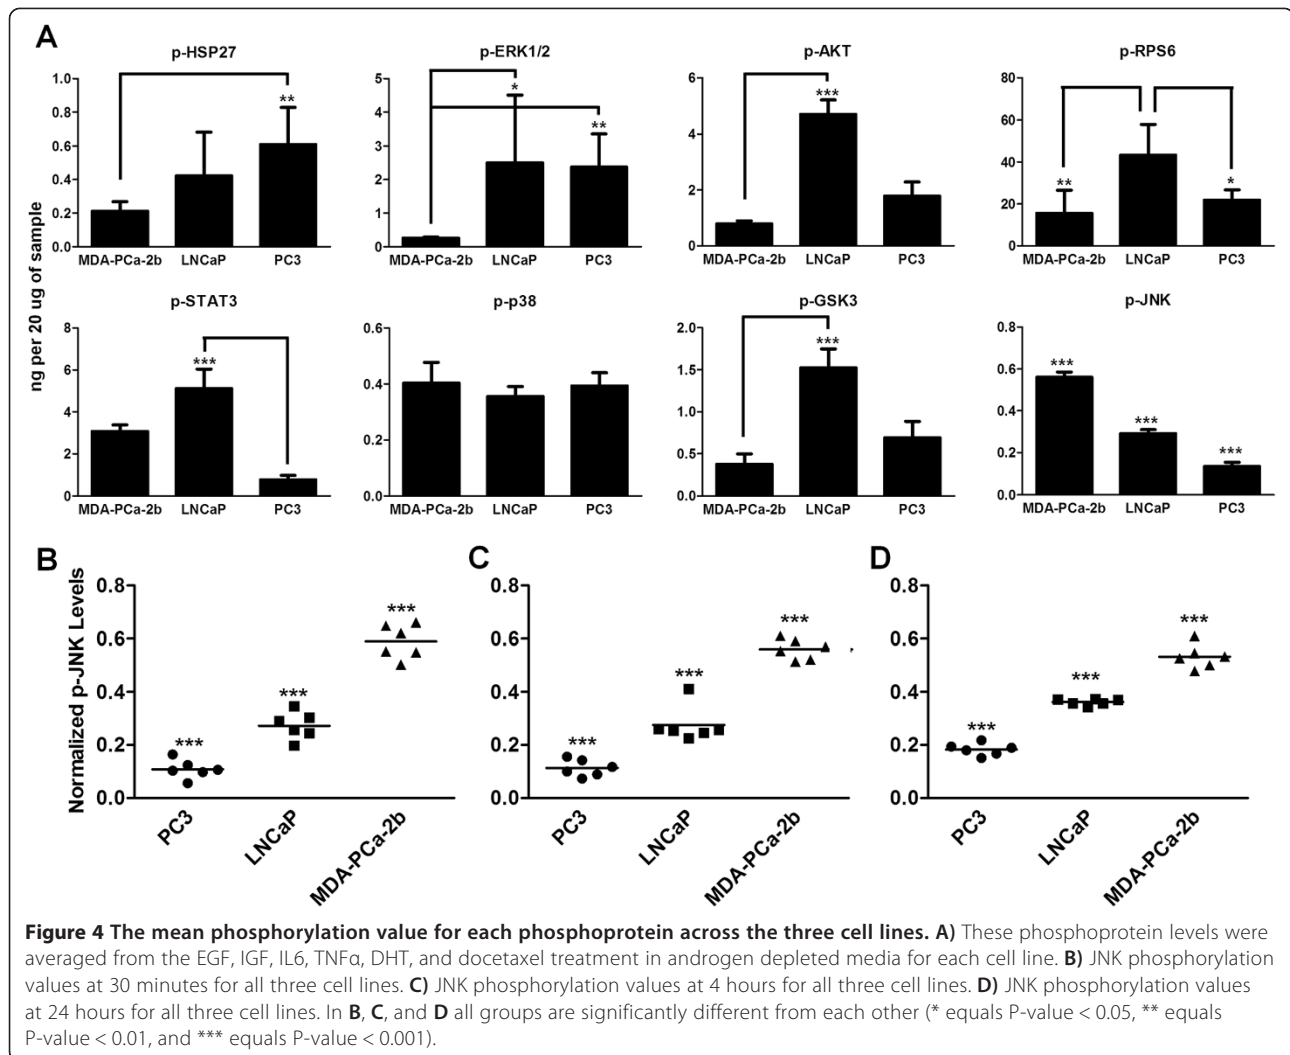 A
p-HSP27
p-ERK1/2
p-AKT
p-RPS6
ng per 20 ug of sample
1.0
0.8
0.6
0.4
0.2
0.0
**
MDA-PCa-2b LNCaP PC3
5
4
3
2
1
0
*
**
MDA-PCa-2b LNCaP PC3
6
4
2
0
***
MDA-PCa-2b LNCaP PC3
80
60
40
20
0
**
*
MDA-PCa-2b LNCaP PC3
p-STAT3
p-p38
p-GSK3
p-JNK
8
6
4
2
0
***
MDA-PCa-2b LNCaP PC3
0.6
0.4
0.2
0.0
MDA-PCa-2b LNCaP PC3
2.0
1.5
1.0
0.5
0.0
***
MDA-PCa-2b LNCaP PC3
0.8
0.6
0.4
0.2
0.0
***
***
***
MDA-PCa-2b LNCaP PC3
B
Normalized p-JNK Levels
0.8
0.6
0.4
0.2
0.0
***
***
***
PC3
LNCaP
MDA-PCa-2b
C
0.8
0.6
0.4
0.2
0.0
***
***
***
PC3
LNCaP
MDA-PCa-2b
D
0.8
0.6
0.4
0.2
0.0
***
***
***
PC3
LNCaP
MDA-PCa-2b
Figure 4 The mean phosphorylation value for each phosphoprotein across the three cell lines. A) These phosphoprotein levels were
averaged from the EGF, IGF, IL6, TNFα, DHT, and docetaxel treatment in androgen depleted media for each cell line. B) JNK phosphorylation
values at 30 minutes for all three cell lines. C) JNK phosphorylation values at 4 hours for all three cell lines. D) JNK phosphorylation values
at 24 hours for all three cell lines. In B, C, and D all groups are significantly different from each other (* equals P-value < 0.05, ** equals
P-value < 0.01, and *** equals P-value < 0.001).